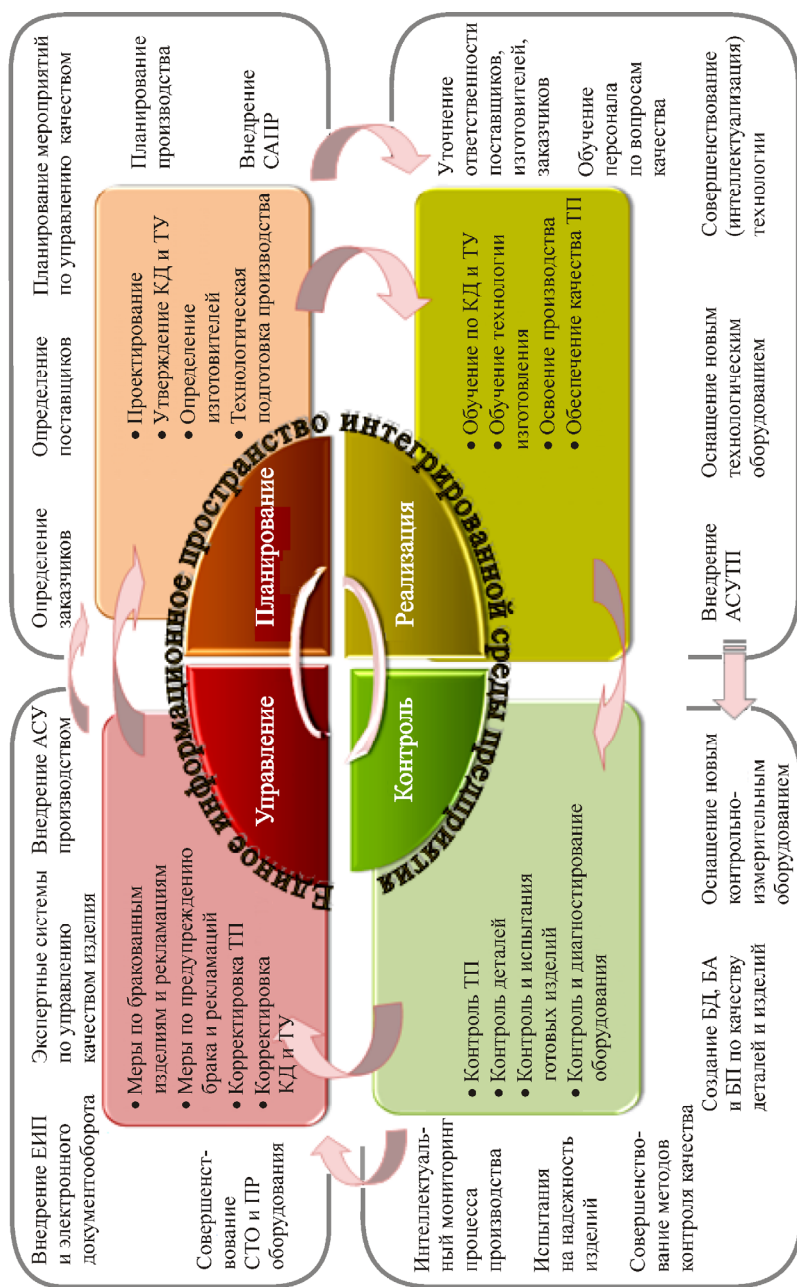 Внедрение ЕИП
и электронного
документооборота
Экспертные системы
по управлению
качеством изделия
Внедрение АСУ
производством
Совершенст-
вование
СТО и ПР
оборудования
• Меры по бракованным
изделиям и рекламациям
• Меры по предупреждению
брака и рекламаций
• Корректировка ТП
• Корректировка
КД и ТУ
Определение
заказчиков
Определение
поставщиков
Планирование мероприятий
по управлению качеством
Планирование
производства
Внедрение
САПР
• Проектирование
• Утверждение КД и ТУ
• Определение
изготовителей
• Технологическая
подготовка производства
Единое информационное пространство интегрированной среды предприятия
Управление
Планирование
Контроль
Реализация
Интеллектуаль-
ный мониторинг
процесса
производства
Испытания
на надежность
изделий
Совершенство-
вание методов
контроля качества
• Контроль ТП
• Контроль деталей
• Контроль и испытания
готовых изделий
• Контроль и диагностирование
оборудования
Создание БД, БА
и БП по качеству
деталей и изделий
Оснащение новым
контрольно-
измерительным
оборудованием
• Обучение по КД и ТУ
• Обучение технологии
изготовления
• Освоение производства
• Обеспечение качества ТП
Уточнение
ответственности
поставщиков,
изготовителей,
заказчиков
Обучение
персонала
по вопросам
качества
Внедрение
АСУТП
Оснащение новым
технологическим
оборудованием
Совершенствование
(интеллектуализация)
технологии